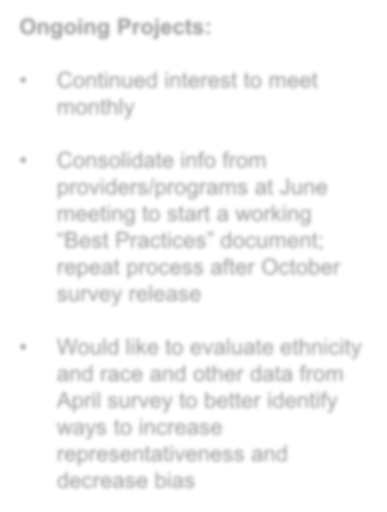 Ongoing Projects:
• Continued interest to meet
monthly
• Consolidate info from
providers/programs at June
meeting to start a working
“Best Practices” document;
repeat process after October
survey release
• Would like to evaluate ethnicity
and race and other data from
April survey to better identify
ways to increase
representativeness and
decrease bias